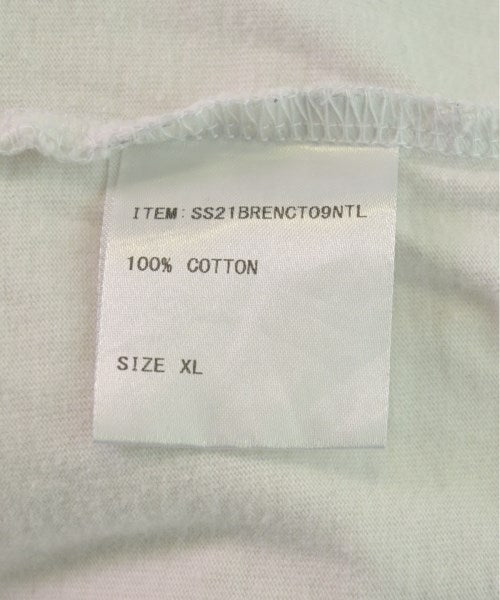 ITEM:SS21BRENCT09NTL
100% COTTON
SIZE XL